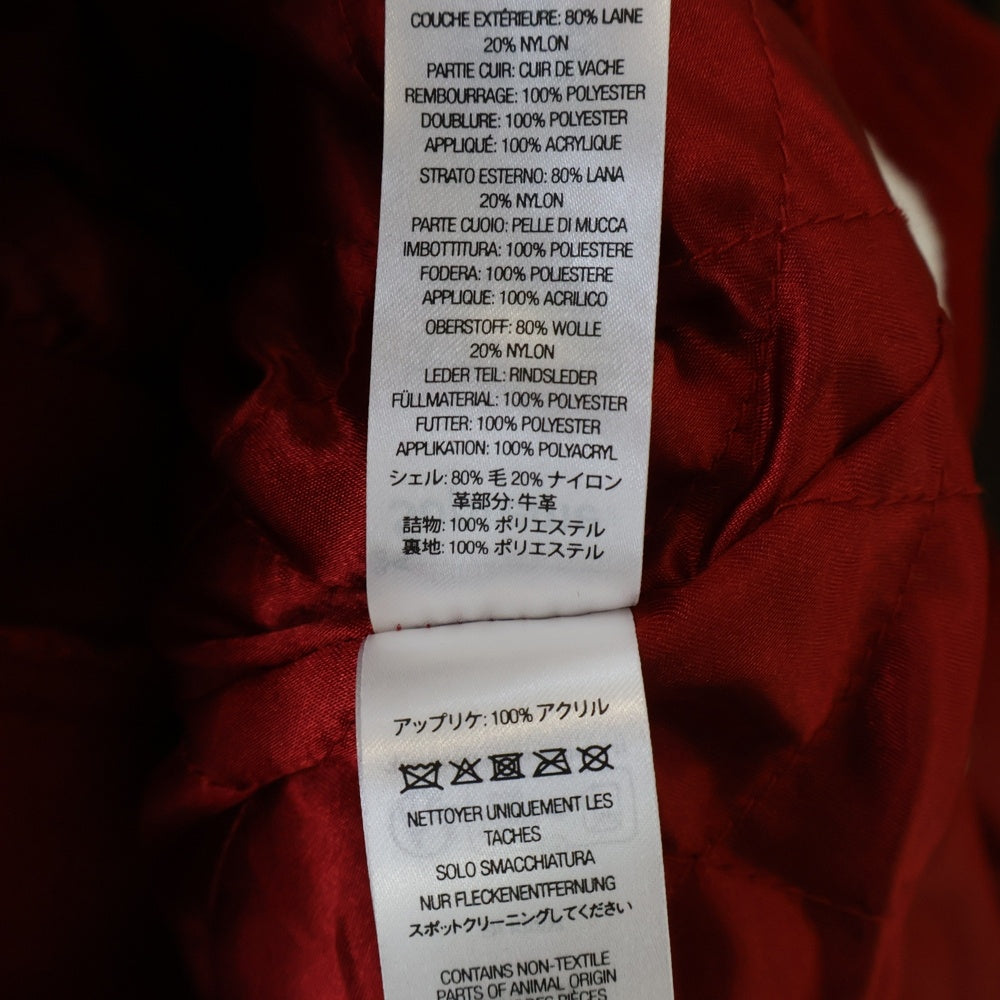 COUCHE EXTÉRIEURE: 80% LAINE
20% NYLON
PARTIE CUIR: CUIR DE VACHE
REMBOURRAGE: 100% POLYESTER
DOUBLURE: 100% POLYESTER
APPLIQUÉ: 100% ACRYLIQUE
STRATO ESTERNO: 80% LANA
20% NYLON
PARTE CUOIO: PELLE DI MUCCA
IMBOTTITURA: 100% POLIESTERE
FODERA: 100% POLIESTERE
APPLIQUE: 100% ACRILICO
OBERSTOFF: 80% WOLLE
20% NYLON
LEDER TEIL: RINDSLEDER
FÜLLMATERIAL: 100% POLYESTER
FUTTER: 100% POLYESTER
APPLIKATION: 100% POLYACRYL
シェル: 80% 毛 20% ナイロン
革部分: 牛革
詰物: 100% ポリエステル
裏地: 100% ポリエステル
アップリケ: 100% アクリル
NETTOYER UNIQUEMENT LES
TACHES
SOLO SMACCHIATURA
NUR FLECKENENTFERNUNG
スポットクリーニングしてください
CONTAINS NON-TEXTILE
PARTS OF ANIMAL ORIGIN
DES PIÈCES